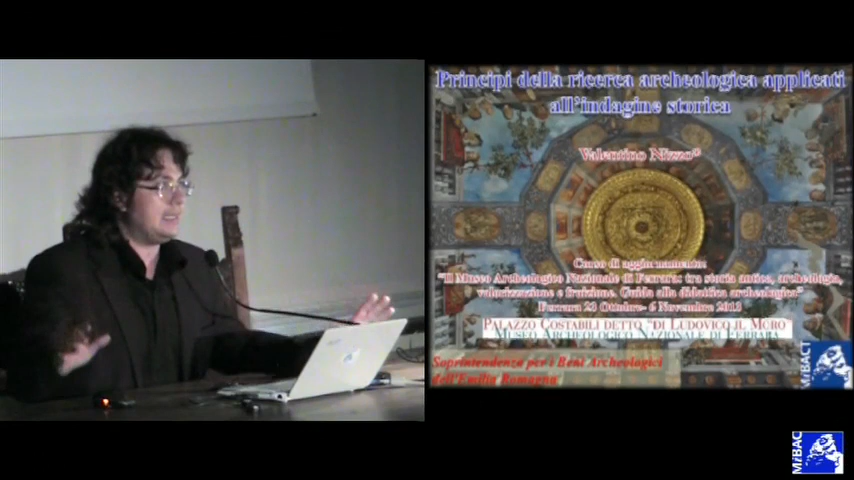 Principi della ricerca archeologica applicati
all'indagine storica
Valentino Nizzo®
Corso di aggiornamento:
"Il Museo Archeologico Nazionale di Ferrara: tra storia antica, archeologia,
valorizzazione e fruizione. Guida alla didattica archeologica"
Ferrara 23 Ottobre- 6 Novembre 2013
PALAZZO COSTABILI DETTO "DI LUDOVICO IL MORO
MUSEO ARCHEOLOGICO NAZIONALE DI FERRARA
Soprintendenza per i Beni Archeologici
dell'Emilia Romagna
MiBACT
MiBAC